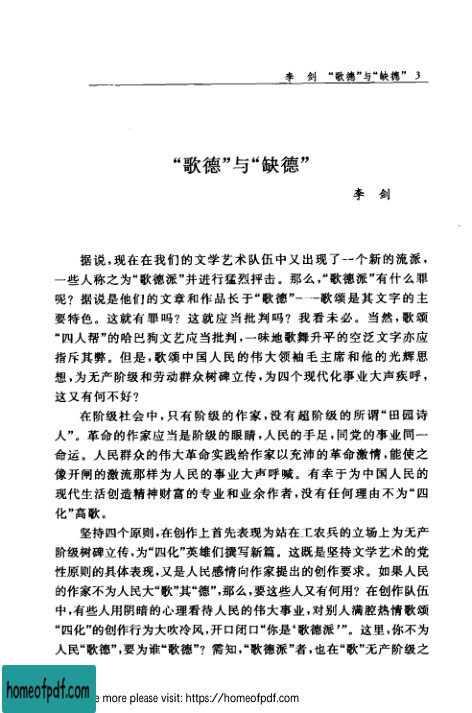 李 剑 “歌德”与“缺德” 3
“歌德”与“缺德”
李 剑
据说,现在在我们的文学艺术队伍中又出现了一个新的流派,
一些人称之为“歌德派”并进行猛烈抨击。那么,“歌德派”有什么罪
呢? 据说是他们的文章和作品长于“歌德”——歌颂是其文字的主
要特色。这就有罪吗? 这就应当批判吗? 我看未必。当然,歌颂
“四人帮”的哈巴狗文艺应当批判,一味地歌舞升平的空泛文字亦应
指斥其弊。但是,歌颂中国人民的伟大领袖毛主席和他的光辉思
想,为无产阶级和劳动群众树碑立传,为四个现代化事业大声疾呼,
这又有何不好?
在阶级社会中,只有阶级的作家,没有超阶级的所谓“田园诗
人”。革命的作家应当是阶级的眼睛,人民的手足,同党的事业同一
命运。人民群众的伟大革命实践给作家以充沛的革命激情,能使之
像开闸的激流那样为人民的事业大声呼喊。有幸于为中国人民的
现代生活创造精神财富的专业和业余作者,没有任何理由不为“四
化”高歌。
坚持四个原则,在创作上首先表现为站在工农兵的立场上为无产
阶级树碑立传,为“四化”英雄们撰写新篇。这既是坚持文学艺术的党
性原则的具体表现,又是人民感情向作家提出的创作要求。如果人民
的作家不为人民大“歌”其“德”,那么,要这些人又有何用? 在创作队伍
中,有些人用阴暗的心理看待人民的伟大事业,对别人满腔热情歌颂
“四化”的创作行为大吹冷风,开口闭口“你是‘歌德派’”。这里,你不为
人民“歌德”,要为谁“歌德”? 需知,“歌德派”者,也在“歌”无产阶级之
homeofpdf.com
e more please visit: https://homeofpdf.com